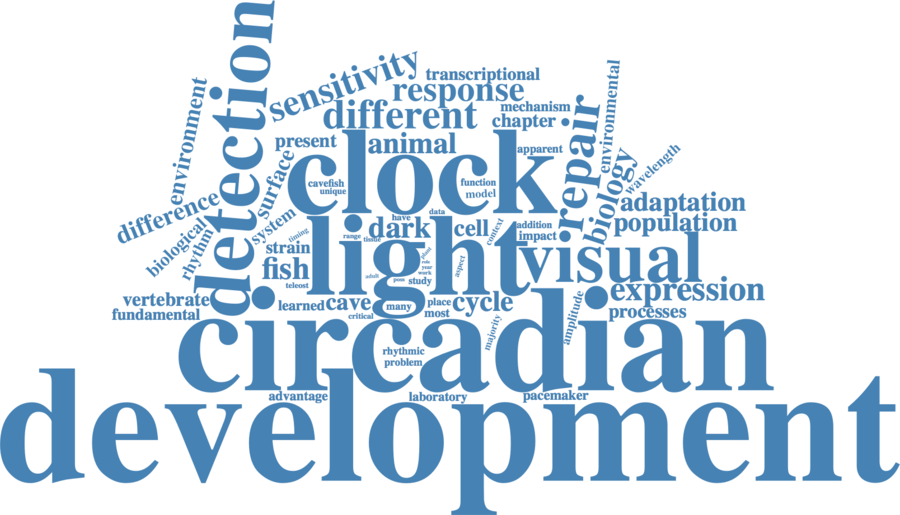 detection
sensitivity
transcriptional
response
different
mechanism
chapter
environment
environmental
repair
present
animal
apparent
clock
cavefish
unique
function
model
surface
biology
wavelength
difference
biological
rhythm
system
timing
have
data
dark
cell
context
addition
impact
adaptation
population
light
range
tissue
strain
fish
teleost
plant
role
year
work
adult
post
study
aspect
visual
expression
vertebrate
fundamental
learned
cave
critical
many
place
most
cycle
majority
amplitude
processes
circadian
rhythmic
problem
advantage
laboratory
pacemaker
development